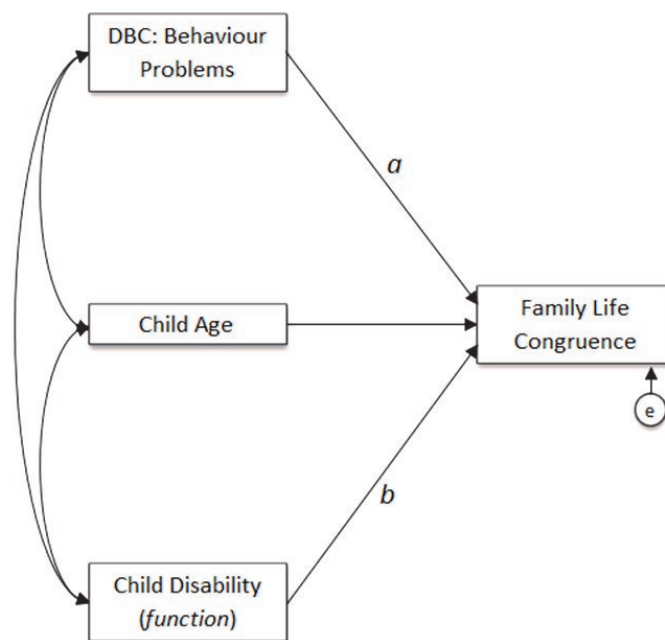 DBC: Behaviour
Problems
a
Child Age
Family Life
Congruence
e
b
Child Disability
(function)